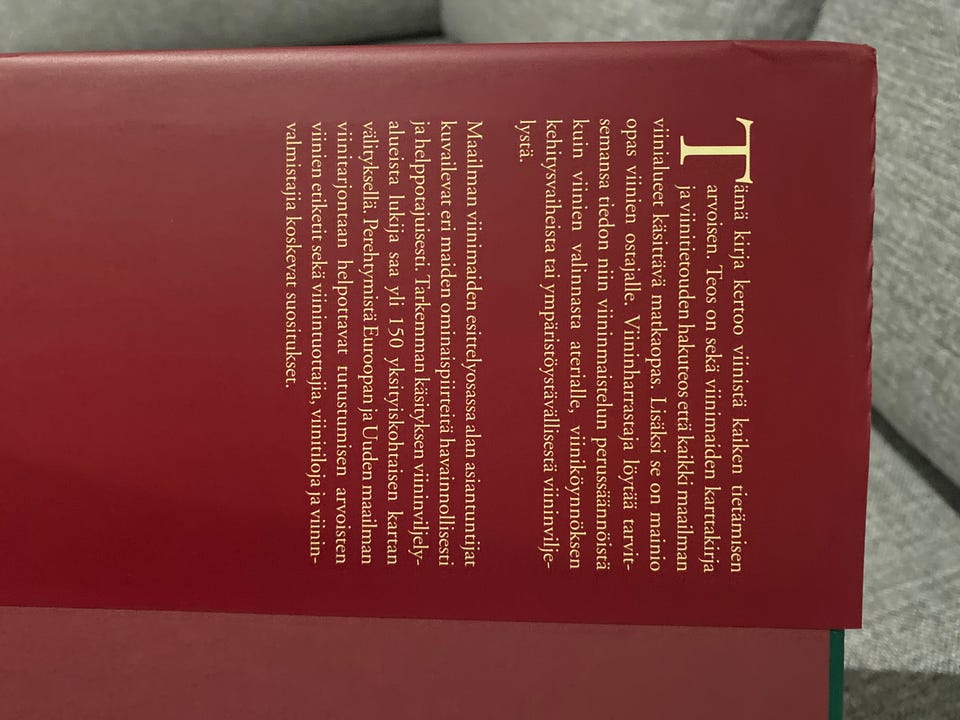 Tämä kirja kertoo viinistä kaiken tietämisen
arvoisen. Teos on sekä viinimaiden karttakirja
ja viinitietouden hakuteos että kaikki maailman
viinialueet käsittävä matkaopas. Lisäksi se on mainio
opas viinien ostajalle. Viininharrastaja löytää tarvit-
semansa tiedon niin viininmaistelun perussäännöistä
kuin viinien valinnasta aterialle, viiniköynnöksen
kehitysvaiheista tai ympäristöystävällisestä viininvilje-
lystä.
Maailman viinimaiden esittelyosassa alan asiantuntijat
kuvailevat eri maiden ominaispiirteitä havainnollisesti
ja helppotajuisesti. Tarkemman käsityksen viininviljely-
alueista lukija saa yli 150 yksityiskohtaisen kartan
välityksellä. Perehtymistä Euroopan ja Uuden maailman
viinitarjontaan helpottavat tutustumisen arvoisten
viinien etiketit sekä viinintuottajia, viinitiloja ja viinin-
valmistajia koskevat suositukset.